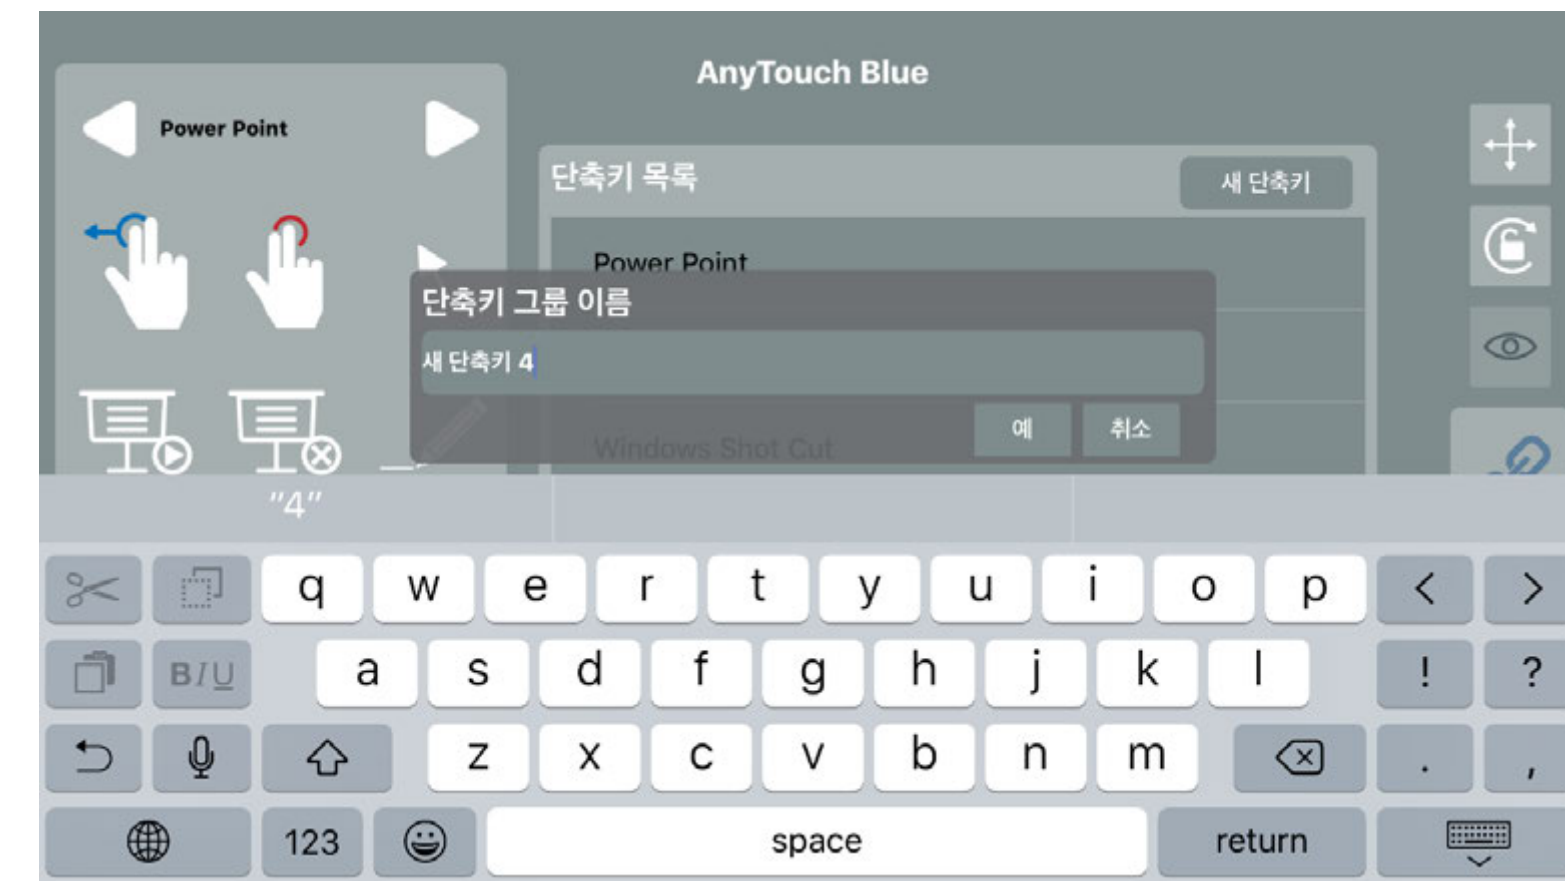 AnyTouch Blue
Power Point
단축키 목록
새 단축키
Power Point
단축키 그룹 이름
새 단축키 4
예
취소
Windows Shot Cut
"4"
q w e r t y u i o p < >
B I U a s d f g h j k l ! ?
z x c v b n m . ,
123 space return